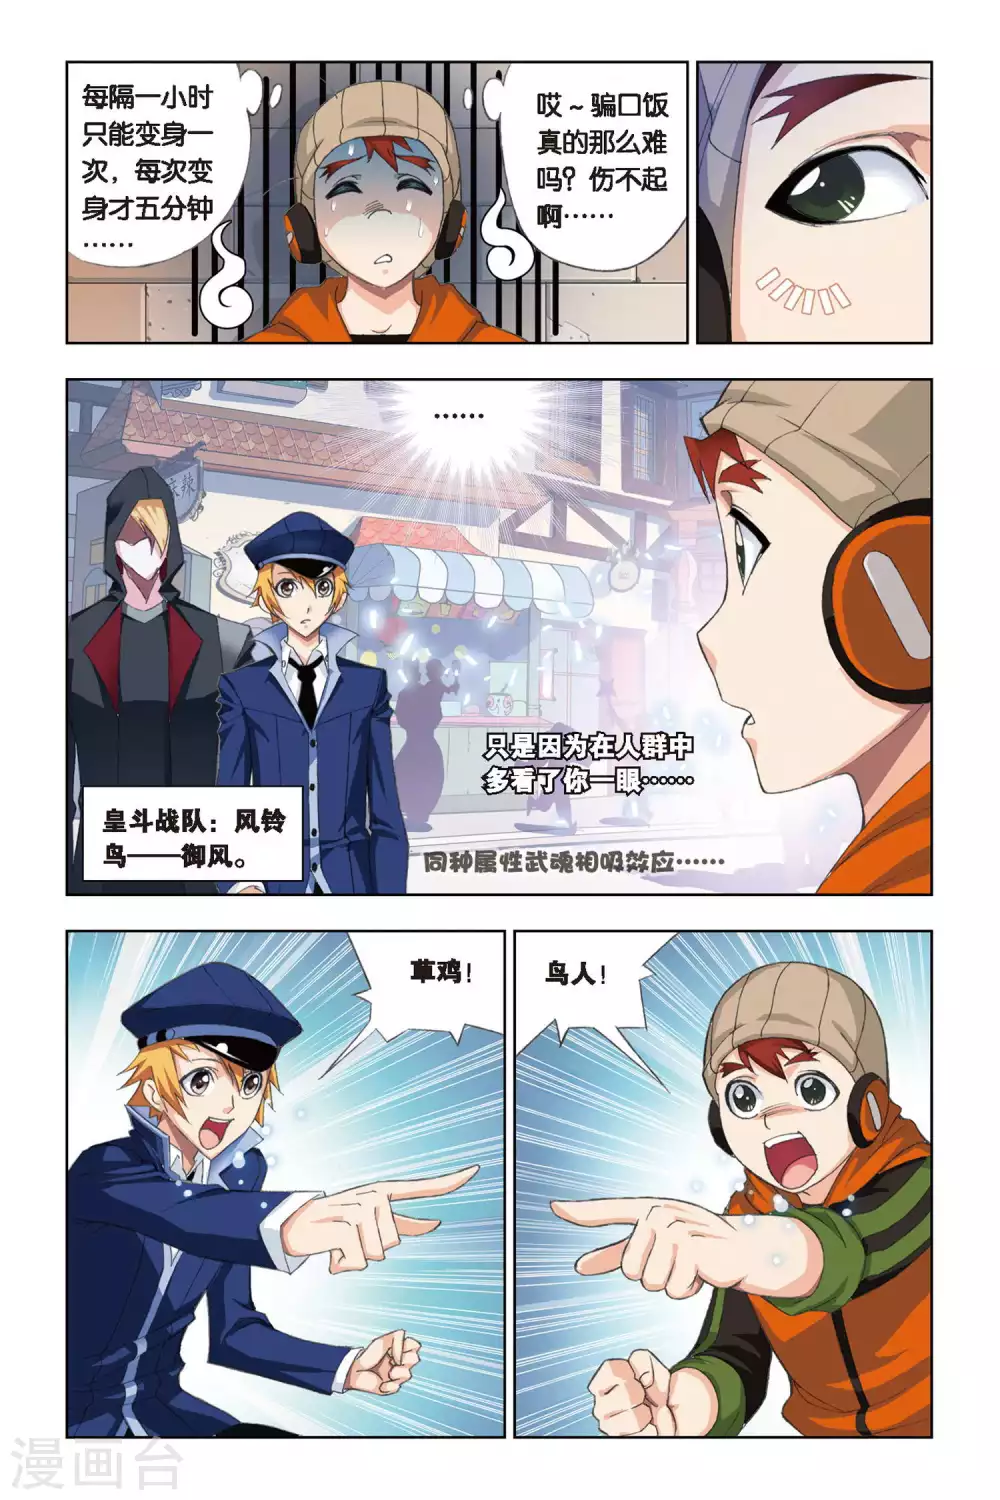 每隔一小时
只能变身一
次，每次变
身才五分钟
……
哎～骗口饭
真的那么难
吗？伤不起
啊……
……
只是因为在人群中
多看了你一眼……
皇斗战队：风铃
鸟——御风。
同种属性武魂相吸效应……
草鸡！
鸟人！
漫画台